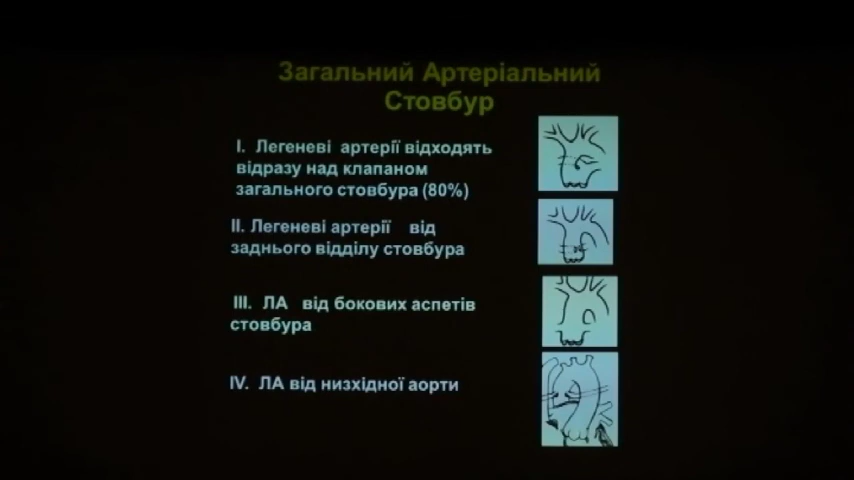 Загальний Артеріальний
Стовбур
I. Легеневі артерії відходять
відразу над клапаном
загального стовбура (80%)
II. Легеневі артерії від
заднього відділу стовбура
III. ЛА від бокових аспетів
стовбура
IV. ЛА від низхідної аорти